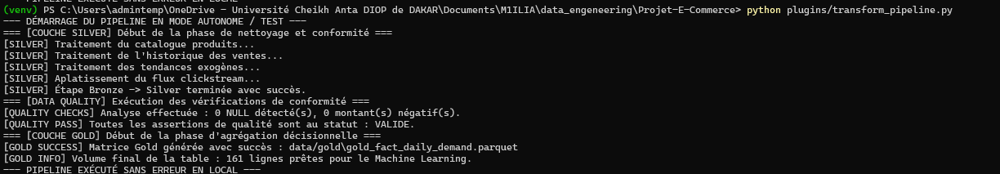 --- PIPELINE EXÉCUTÉ SANS ERREUR EN LOCAL ---
(venv) PS C:\Users\admintemp\OneDrive - Université Cheikh Anta DIOP de DAKAR\Documents\M1ILIA\data_engeneering\Projet-E-Commerce> python plugins/transform_pipeline.py
--- DÉMARRAGE DU PIPELINE EN MODE AUTONOME / TEST ---
=== [COUCHE SILVER] Début de la phase de nettoyage et conformité ===
[SILVER] Traitement du catalogue produits...
[SILVER] Traitement de l'historique des ventes...
[SILVER] Traitement des tendances exogènes...
[SILVER] Aplatissement du flux clickstream...
[SILVER] Étape Bronze -> Silver terminée avec succès.
=== [DATA QUALITY] Exécution des vérifications de conformité ===
[QUALITY CHECKS] Analyse effectuée : 0 NULL détecté(s), 0 montant(s) négatif(s).
[QUALITY PASS] Toutes les assertions de qualité sont au statut : VALIDE.
=== [COUCHE GOLD] Début de la phase d'agrégation décisionnelle ===
[GOLD SUCCESS] Matrice Gold générée avec succès : data/gold\gold_fact_daily_demand.parquet
[GOLD INFO] Volume final de la table : 161 lignes prêtes pour le Machine Learning.
--- PIPELINE EXÉCUTÉ SANS ERREUR EN LOCAL ---